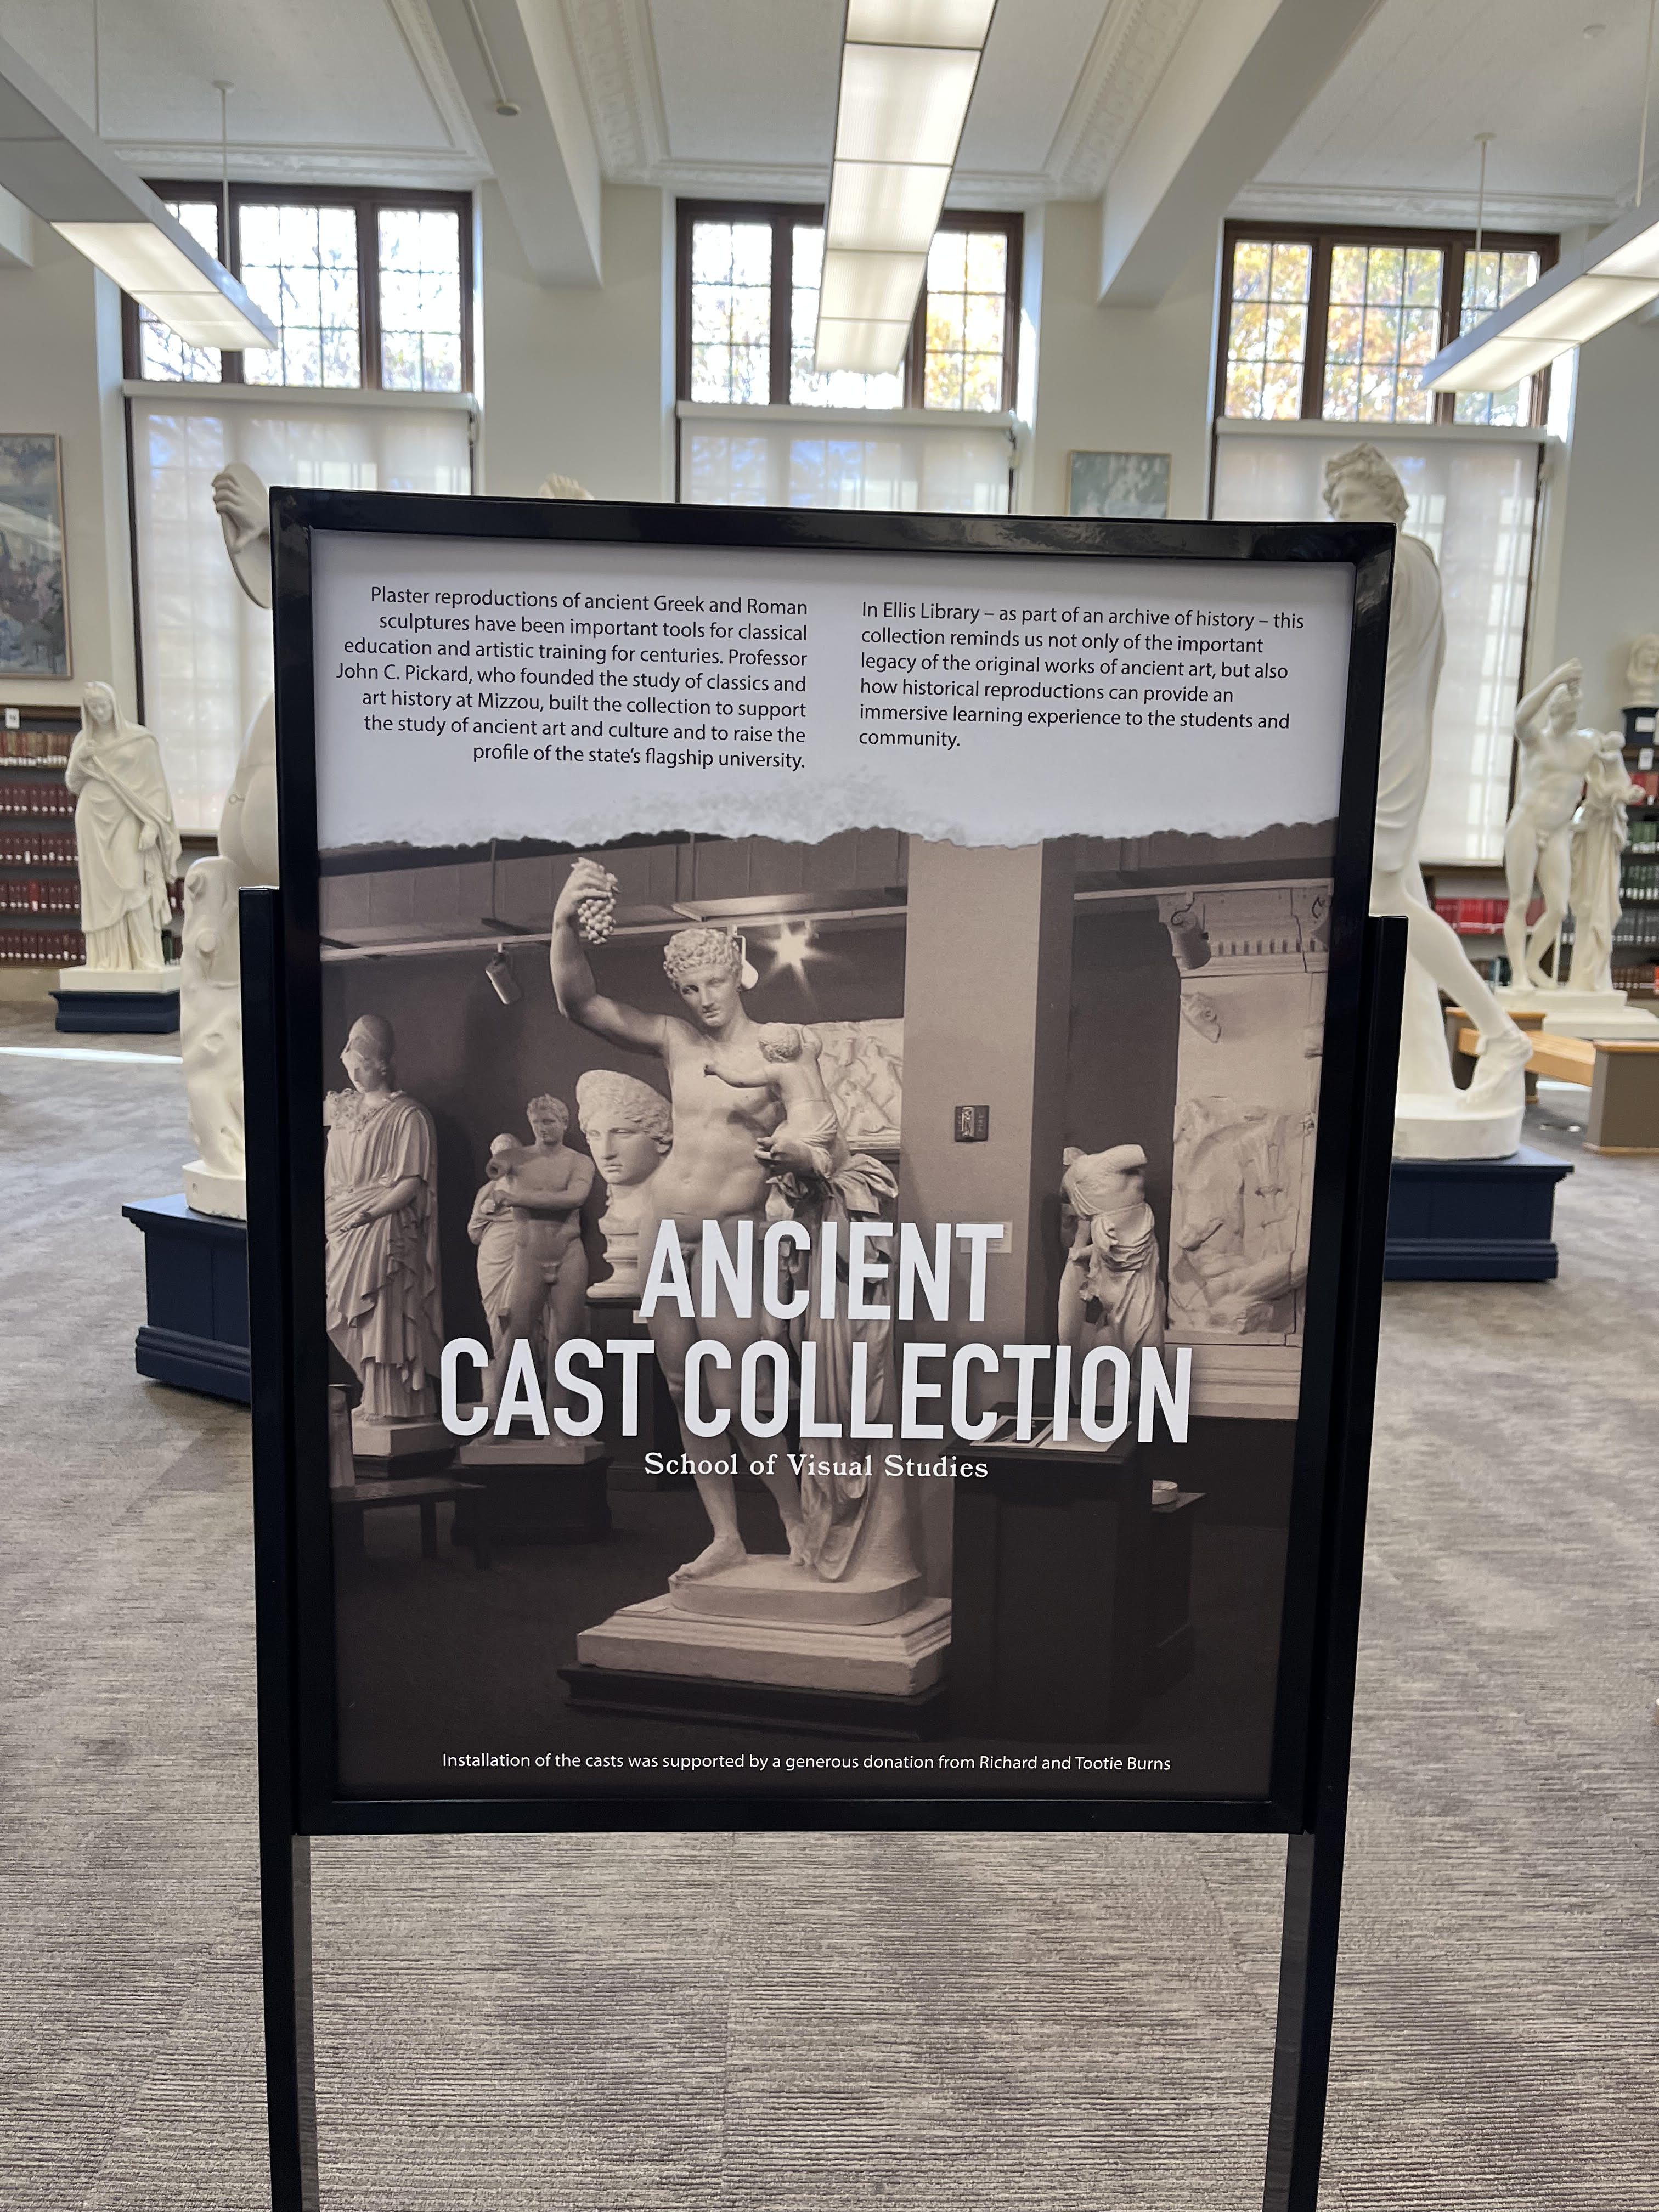 Plaster reproductions of ancient Greek and Roman
sculptures have been important tools for classical
education and artistic training for centuries. Professor
John C. Pickard, who founded the study of classics and
art history at Mizzou, built the collection to support
the study of ancient art and culture and to raise the
profile of the state’s flagship university.
In Ellis Library – as part of an archive of history – this
collection reminds us not only of the important
legacy of the original works of ancient art, but also
how historical reproductions can provide an
immersive learning experience to the students and
community.
ANCIENT
CAST COLLECTION
School of Visual Studies
Installation of the casts was supported by a generous donation from Richard and Tootie Burns